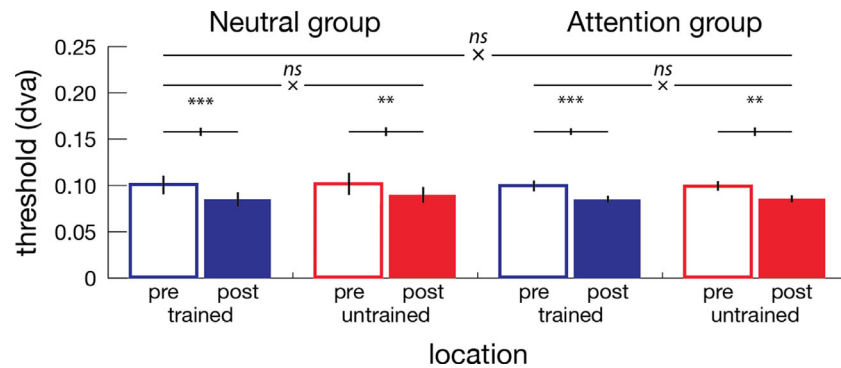 Neutral group
Attention group
ns
×
ns
×
ns
×
***
**
***
**
threshold (dva)
0.25
0.20
0.15
0.10
0.05
0
pre post pre post pre post pre post
trained untrained trained untrained
location